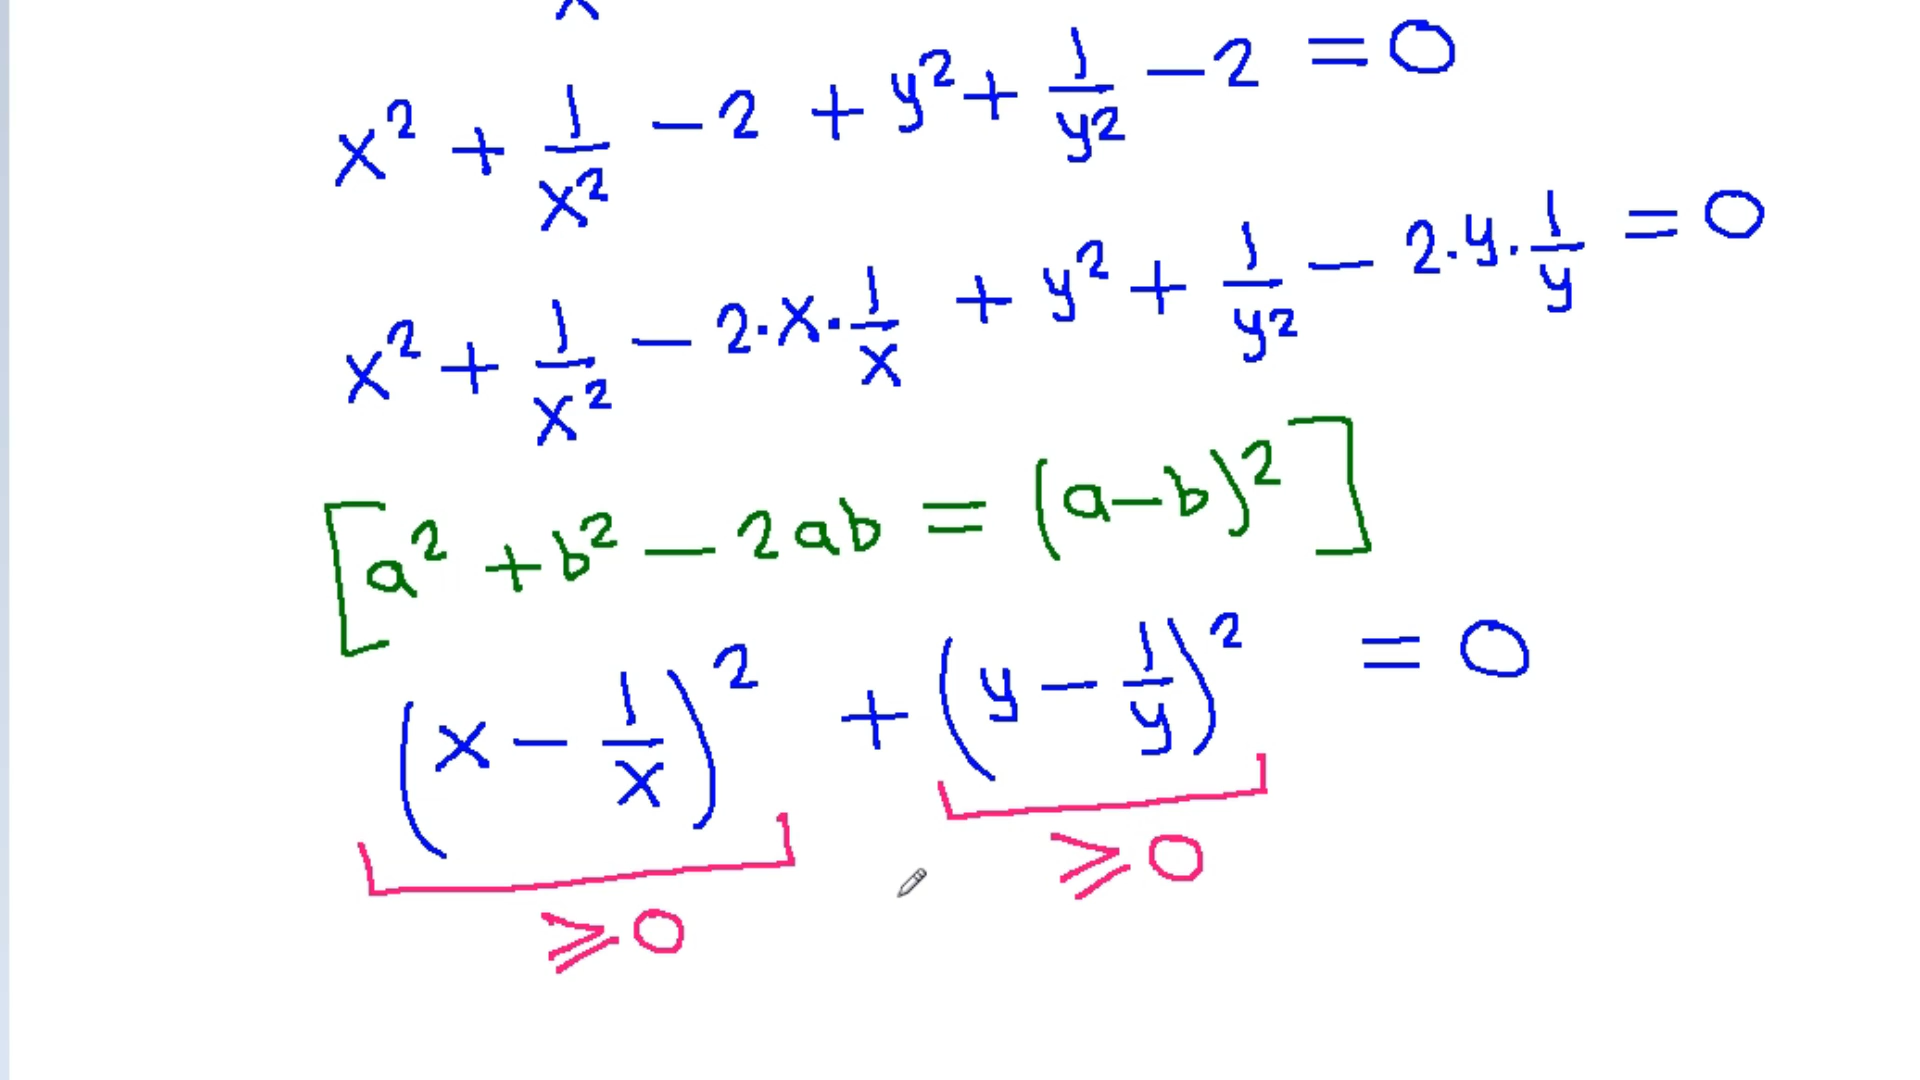 x
x² + 1/x² - 2 + y² + 1/y² - 2 = 0
x² + 1/x² - 2·x·1/x + y² + 1/y² - 2·y·1/y = 0
[a² + b² - 2ab = (a-b)²]
(x - 1/x)² + (y - 1/y)² = 0
≥0 ≥0